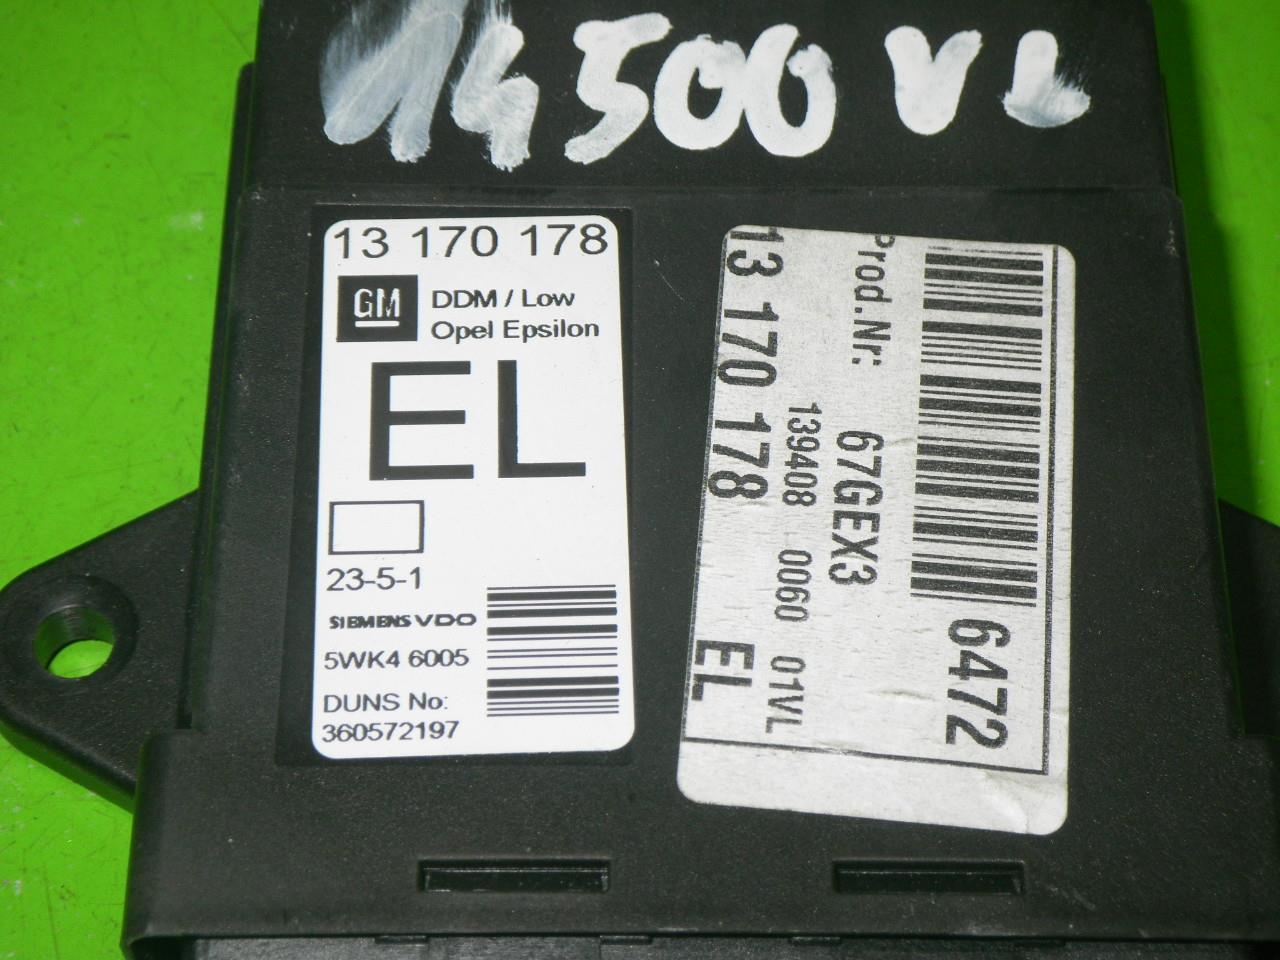 14500 VL
13 170 178
GM
DDM / Low
Opel Epsilon
EL
23-5-1
SIEMENS VDO
5WK4 6005
DUNS No:
360572197
Prod.Nr: 67GEX3 6472
139408 0060 01VL
13 170 178 EL